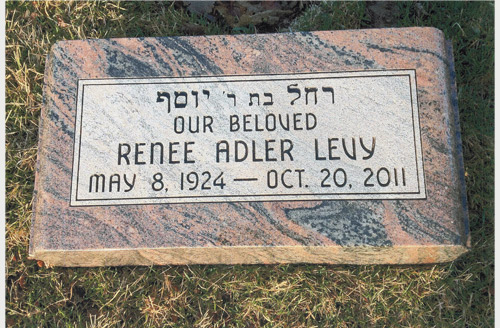 רחל בת ר׳ יוסף
OUR BELOVED
RENEE ADLER LEVY
MAY 8, 1924 — OCT. 20, 2011